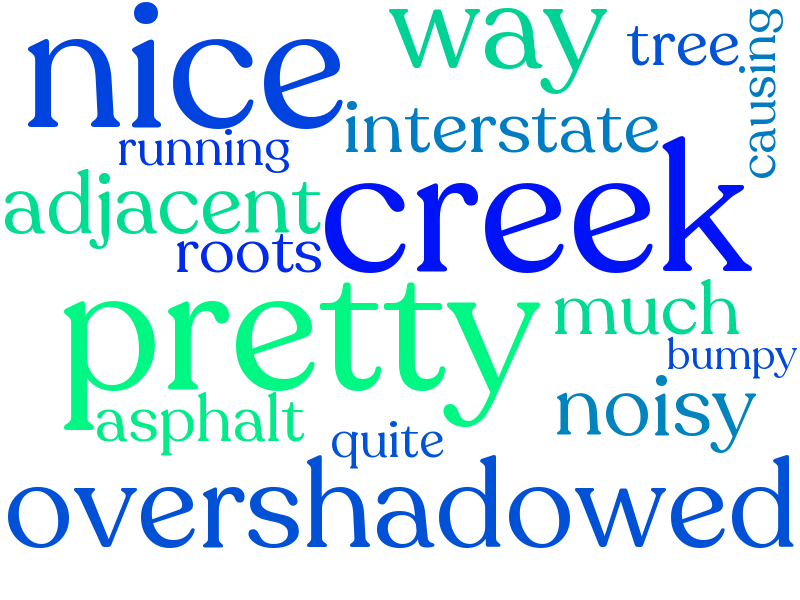 nice
way
tree
causing
interstate
running
adjacent
creek
roots
pretty
much
bumpy
asphalt
noisy
quite
overshadowed